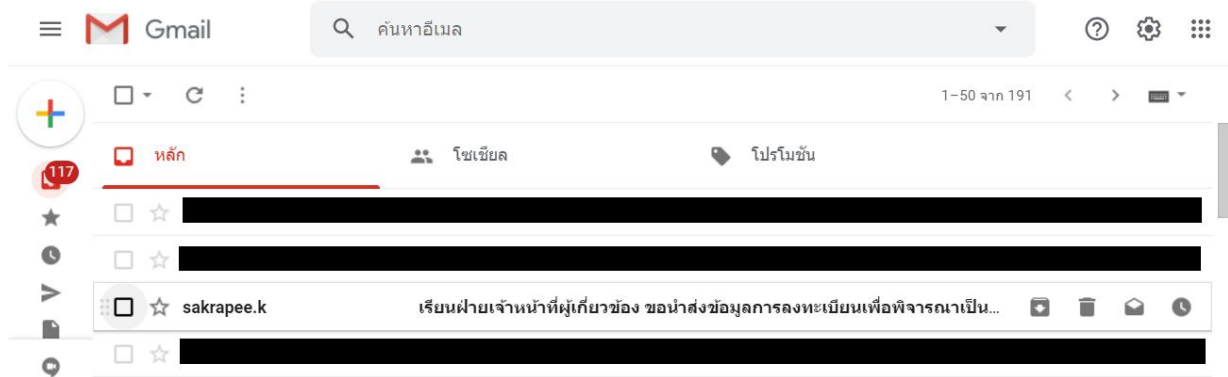 Gmail
ค้นหาอีเมล
1–50 จาก 191
117
หลัก
โซเชียล
โปรโมชัน
sakrapee.k เรียนฝ่ายเจ้าหน้าที่ผู้เกี่ยวข้อง ขอนำส่งข้อมูลการลงทะเบียนเพื่อพิจารณาเป็น...